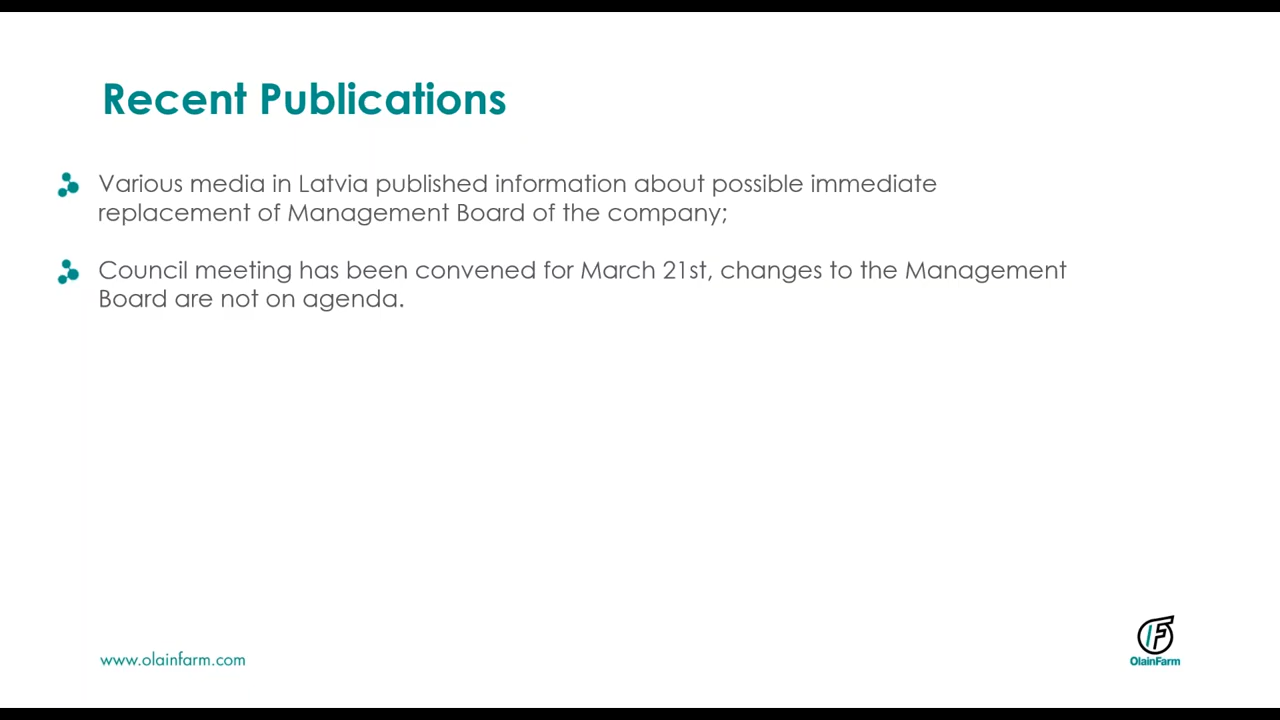 Recent Publications
Various media in Latvia published information about possible immediate
replacement of Management Board of the company;
Council meeting has been convened for March 21st, changes to the Management
Board are not on agenda.
www.olainfarm.com
OlainFarm